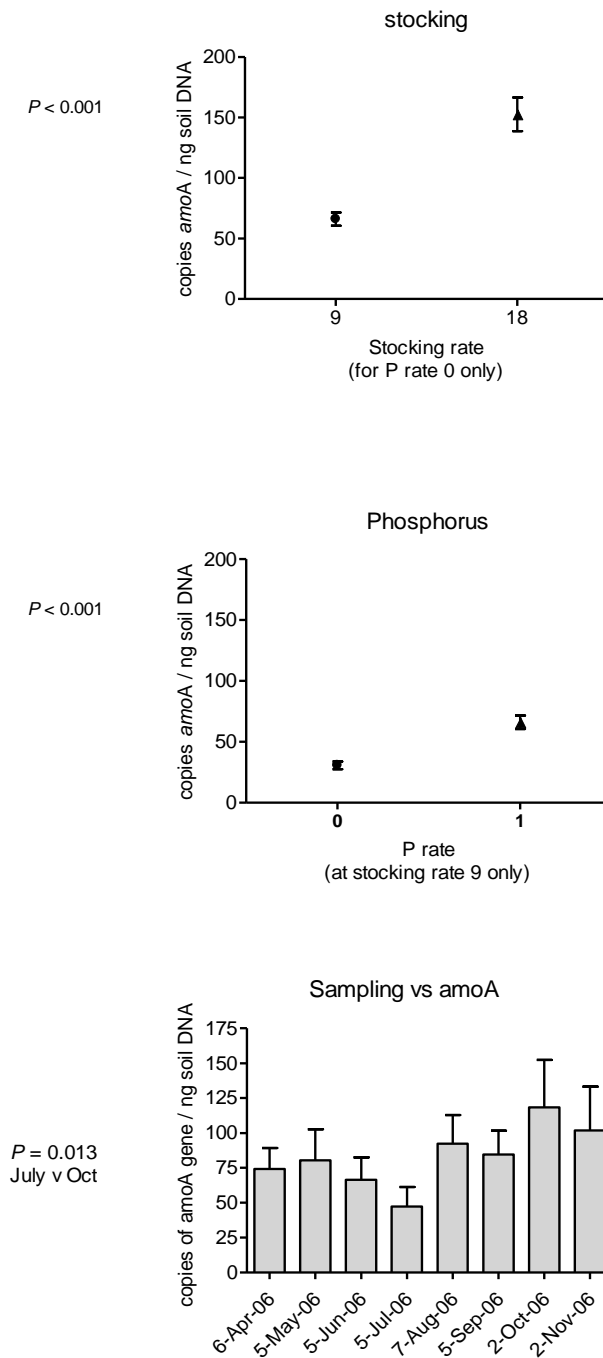 stocking
P < 0.001
200
150
100
50
0
copies amoA / ng soil DNA
9 18
Stocking rate
(for P rate 0 only)
Phosphorus
P < 0.001
200
150
100
50
0
copies amoA / ng soil DNA
0 1
P rate
(at stocking rate 9 only)
Sampling vs amoA
P = 0.013
July v Oct
175
150
125
100
75
50
25
0
copies of amoA gene / ng soil DNA
6-Apr-06
5-May-06
5-Jun-06
5-Jul-06
7-Aug-06
5-Sep-06
2-Oct-06
2-Nov-06